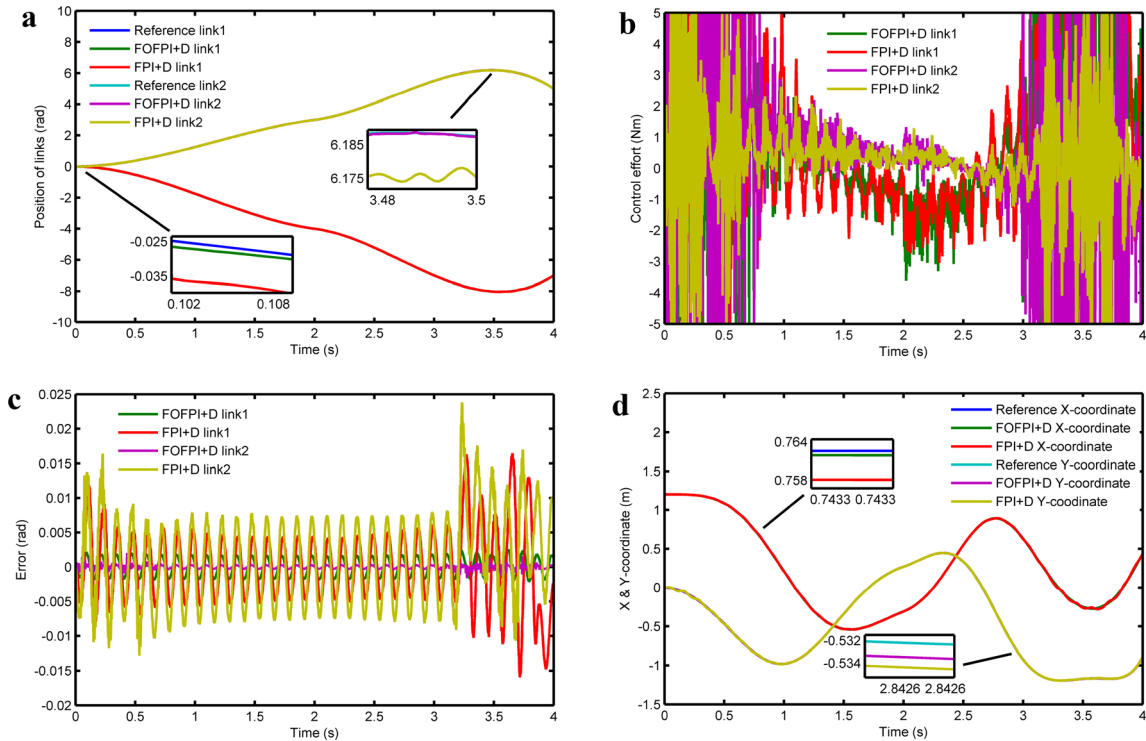 a
Reference link1
FOFPI+D link1
FPI+D link1
Reference link2
FOFPI+D link2
FPI+D link2
10
8
6
4
2
0
-2
-4
-6
-8
-10
Position of links (rad)
6.185
6.175
3.48 3.5
-0.025
-0.035
0.102 0.108
0 0.5 1 1.5 2 2.5 3 3.5 4
Time (s)
b
FOFPI+D link1
FPI+D link1
FOFPI+D link2
FPI+D link2
5
4
3
2
1
0
-1
-2
-3
-4
-5
Control effort (Nm)
0 0.5 1 1.5 2 2.5 3 3.5 4
Time (s)
c
FOFPI+D link1
FPI+D link1
FOFPI+D link2
FPI+D link2
0.025
0.02
0.015
0.01
0.005
0
-0.005
-0.01
-0.015
-0.02
Error (rad)
0 0.5 1 1.5 2 2.5 3 3.5 4
Time (s)
d
Reference X-coordinate
FOFPI+D X-coordinate
FPI+D X-coordinate
Reference Y-coordinate
FOFPI+D Y-coordinate
FPI+D Y-coodinate
2.5
2
1.5
1
0.5
0
-0.5
-1
-1.5
X & Y-coordinate (m)
0.764
0.758
0.7433 0.7433
-0.532
-0.534
2.8426 2.8426
0 0.5 1 1.5 2 2.5 3 3.5 4
Time (s)